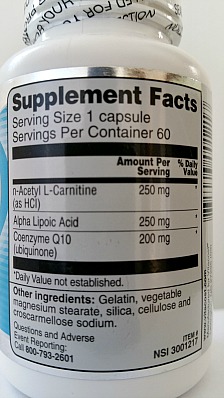 Supplement Facts
Serving Size 1 capsule
Servings Per Container 60
Amount Per Serving % Daily Value
n-Acetyl L-Carnitine (as HCl) 250 mg *
Alpha Lipoic Acid 250 mg *
Coenzyme Q10 (ubiquinone) 200 mg *
*Daily Value not established.
Other ingredients: Gelatin, vegetable
magnesium stearate, silica, cellulose and
croscarmellose sodium.
Questions and Adverse
Event Reporting:
Call 800-793-2601
ITEM #
NSI 3001217